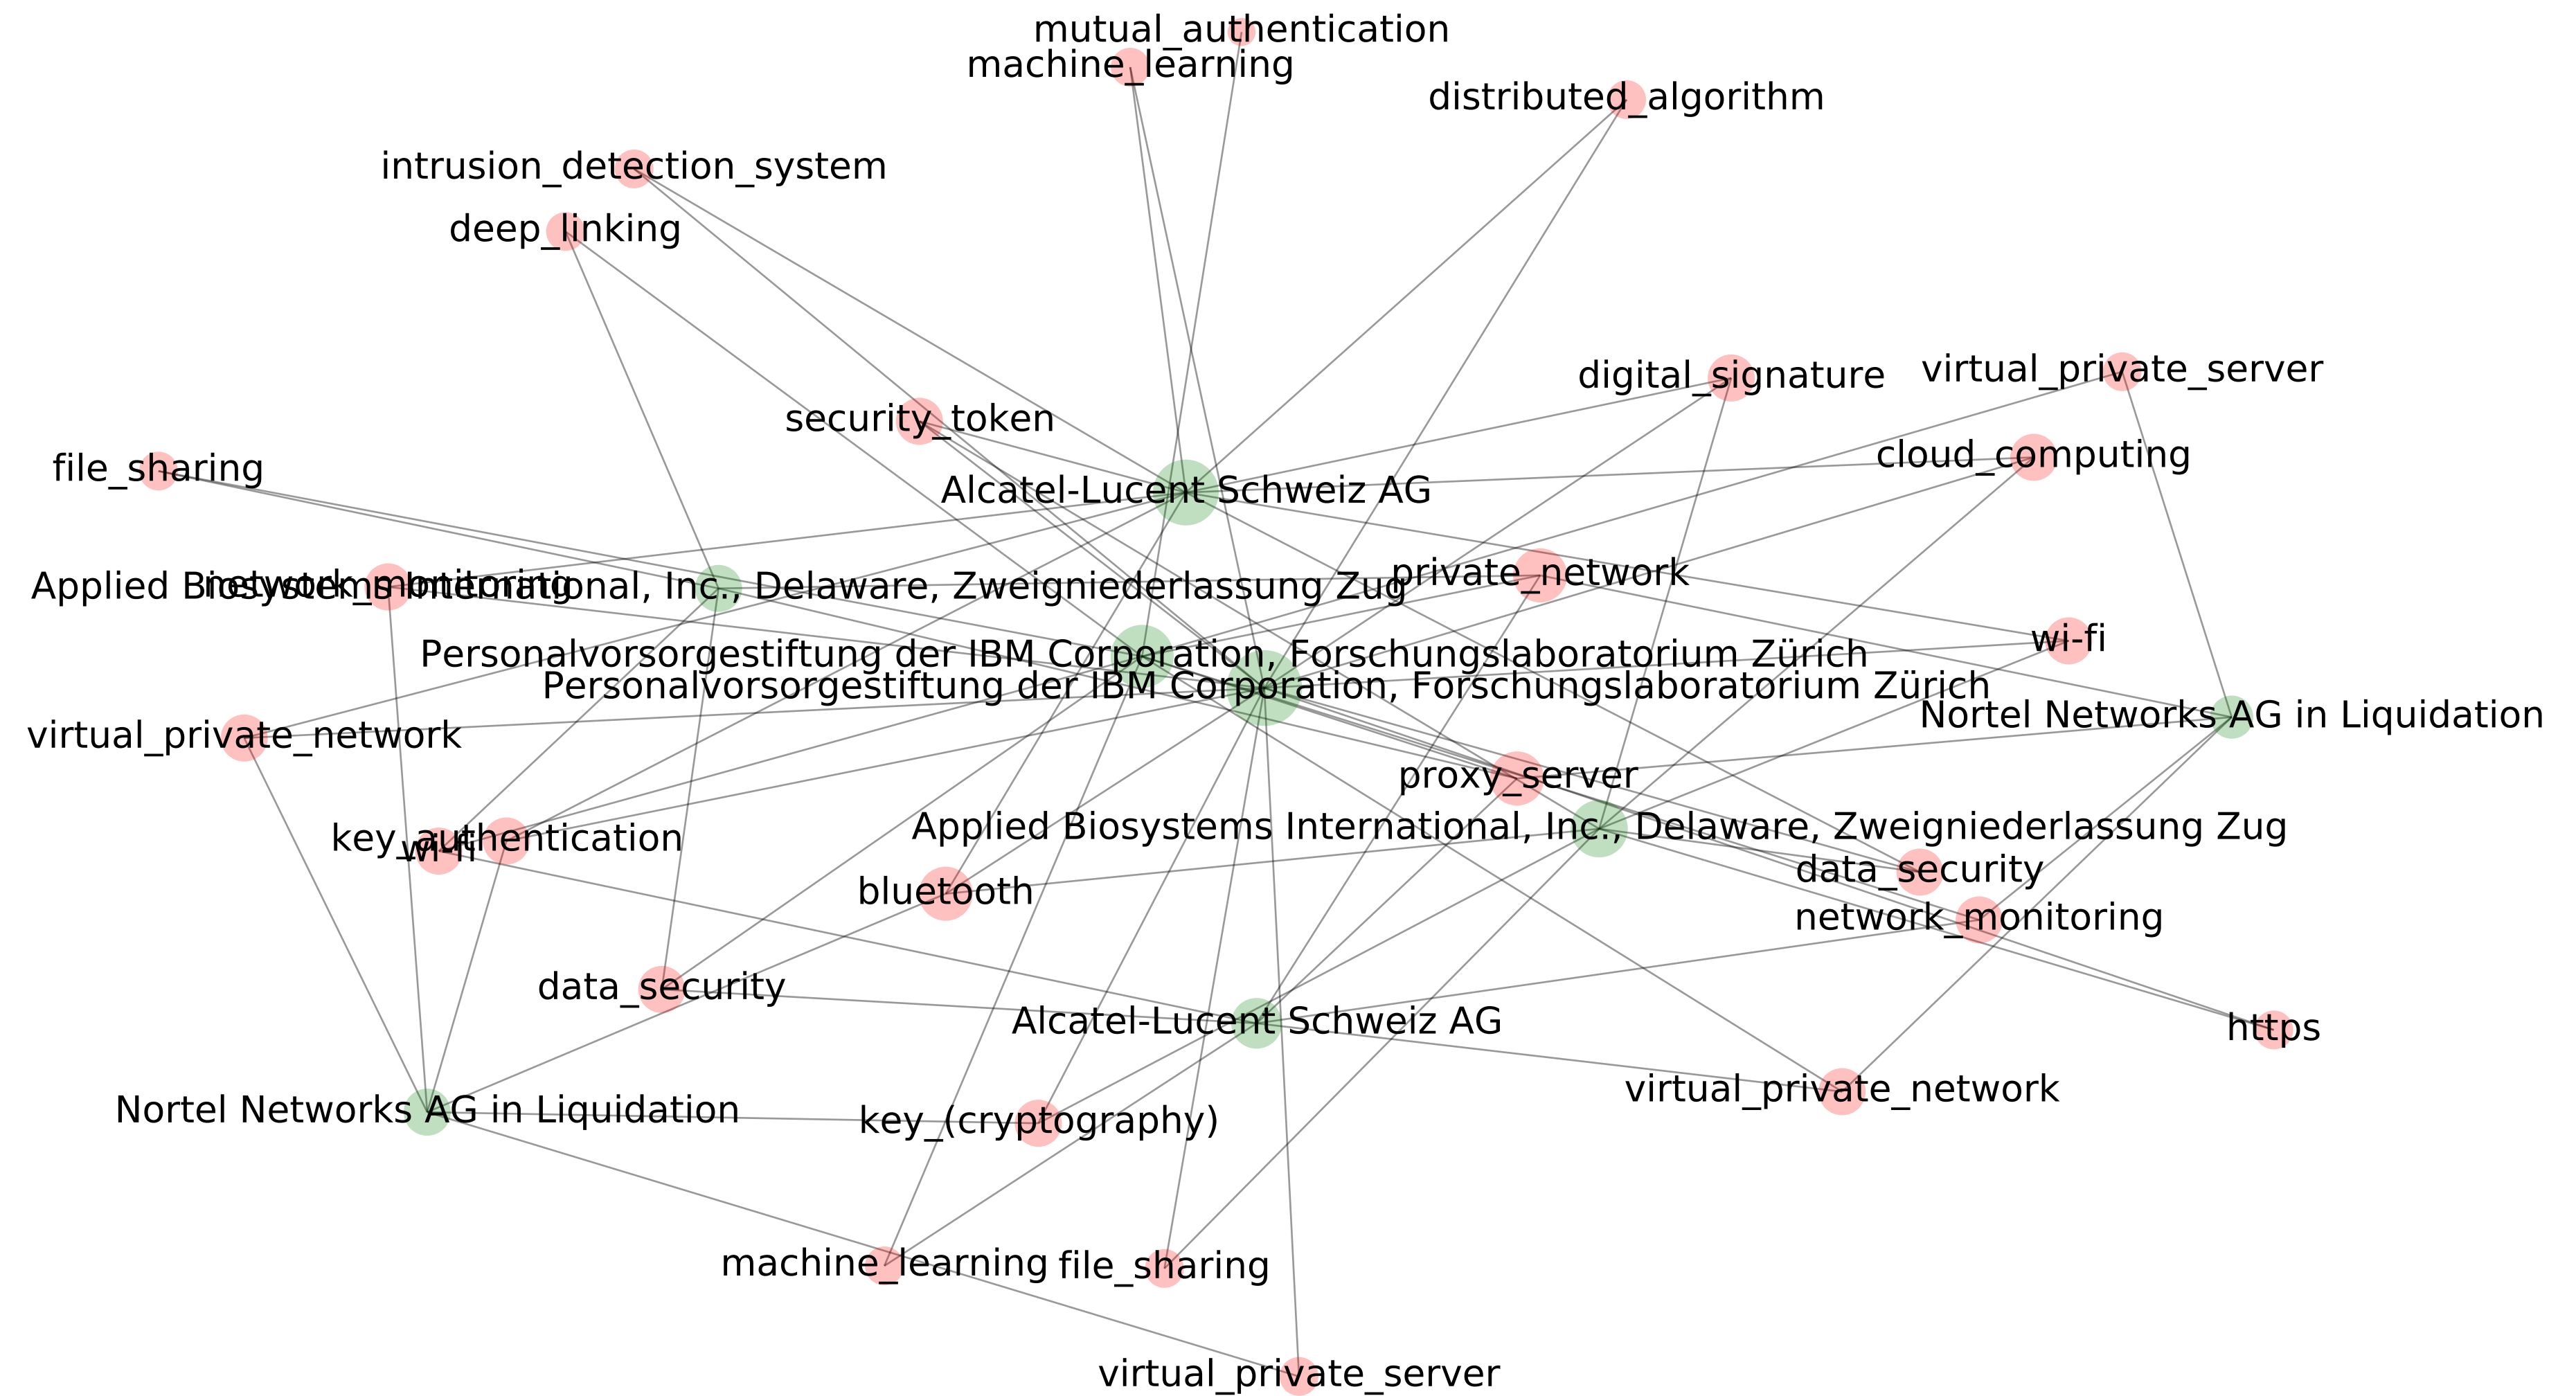 mutual_authentication
machine_learning
distributed_algorithm
intrusion_detection_system
deep_linking
digital_signature
virtual_private_server
security_token
cloud_computing
file_sharing
Alcatel-Lucent Schweiz AG
private_network
network_monitoring
Applied Biosystems International, Inc., Delaware, Zweigniederlassung Zug
wi-fi
Personalvorsorgestiftung der IBM Corporation, Forschungslaboratorium Zürich
Personalvorsorgestiftung der IBM Corporation, Forschungslaboratorium Zürich
Nortel Networks AG in Liquidation
virtual_private_network
proxy_server
Applied Biosystems International, Inc., Delaware, Zweigniederlassung Zug
key_authentication
wi-fi
data_security
bluetooth
network_monitoring
data_security
Alcatel-Lucent Schweiz AG
https
virtual_private_network
Nortel Networks AG in Liquidation
key_(cryptography)
machine_learning
file_sharing
virtual_private_server